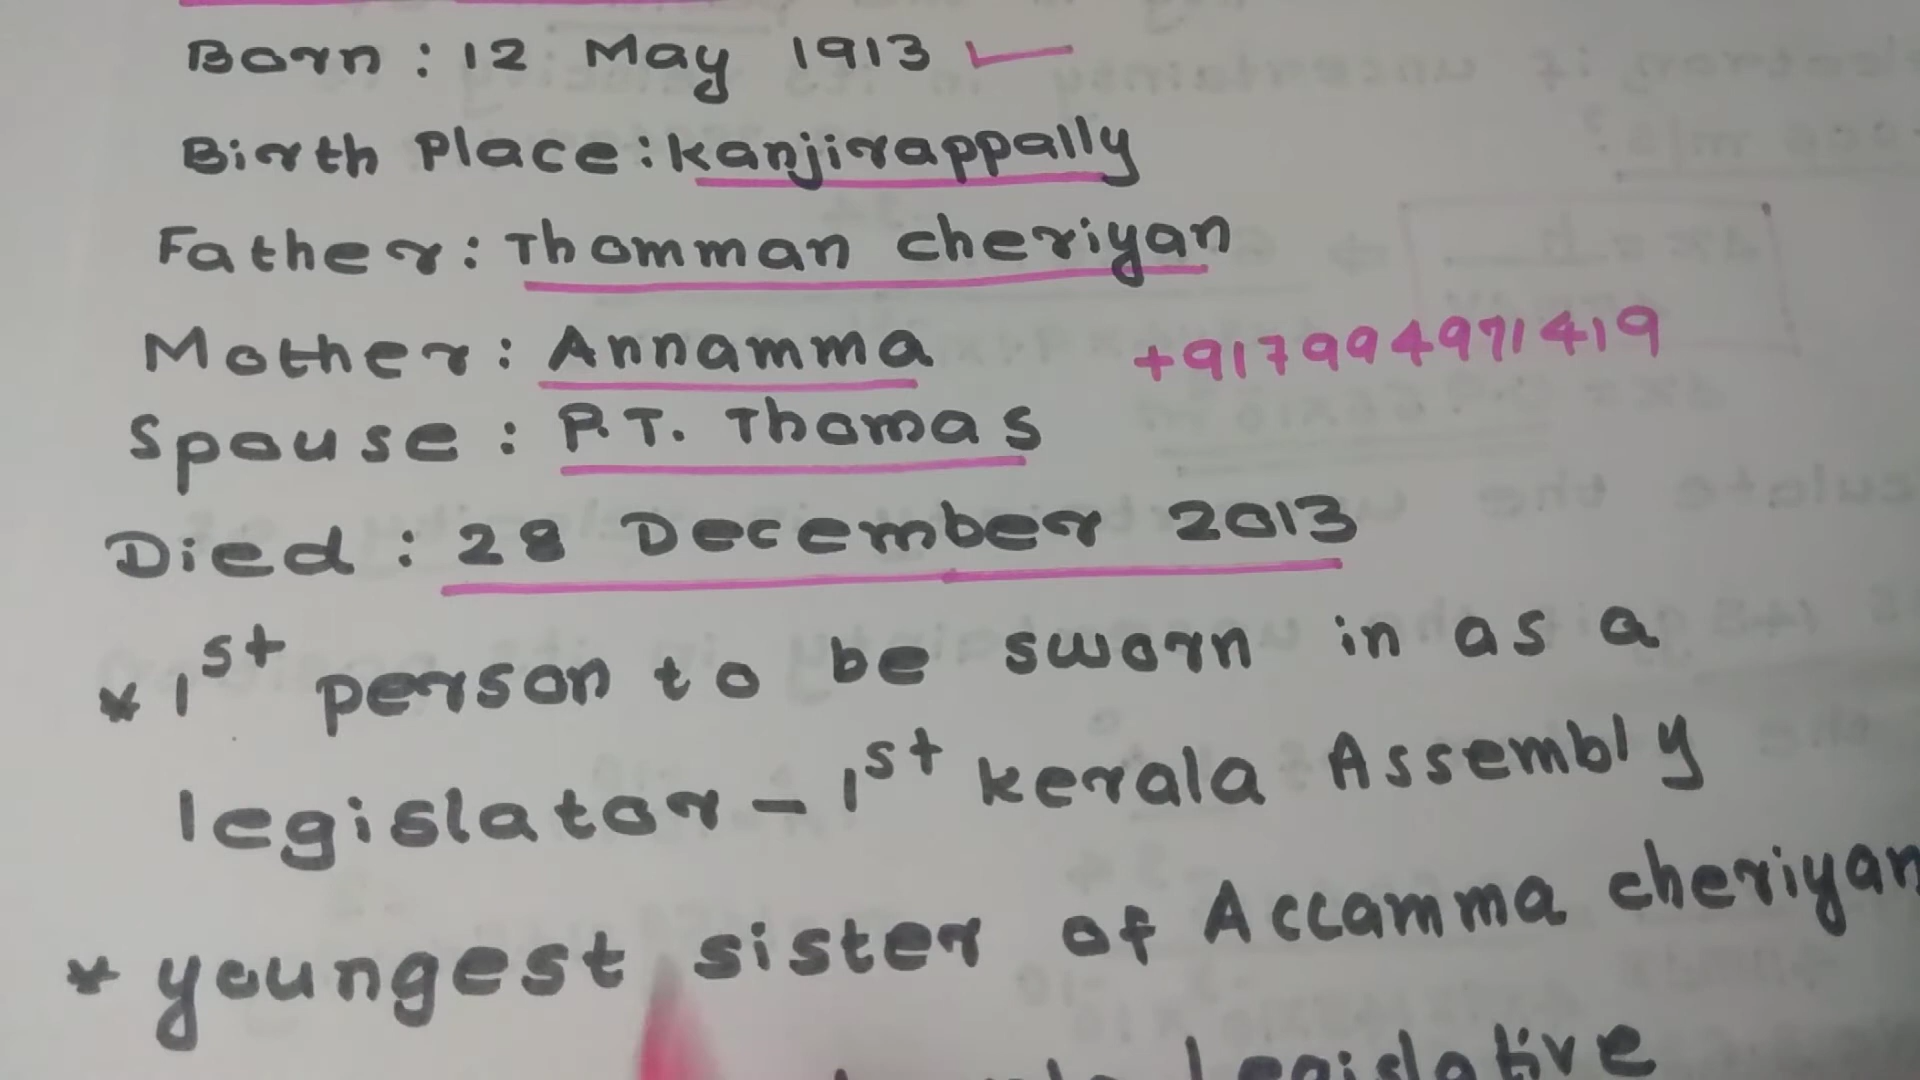 Born : 12 May 1913
Birth Place : Kanjirappally
Father : Thomman Cheriyan
Mother : Annamma
+917994971419
Spouse : P.T. Thomas
Died : 28 December 2013
* 1st person to be sworn in as a
legislator - 1st Kerala Assembly
* youngest sister of Accamma Cheriyan
legislative